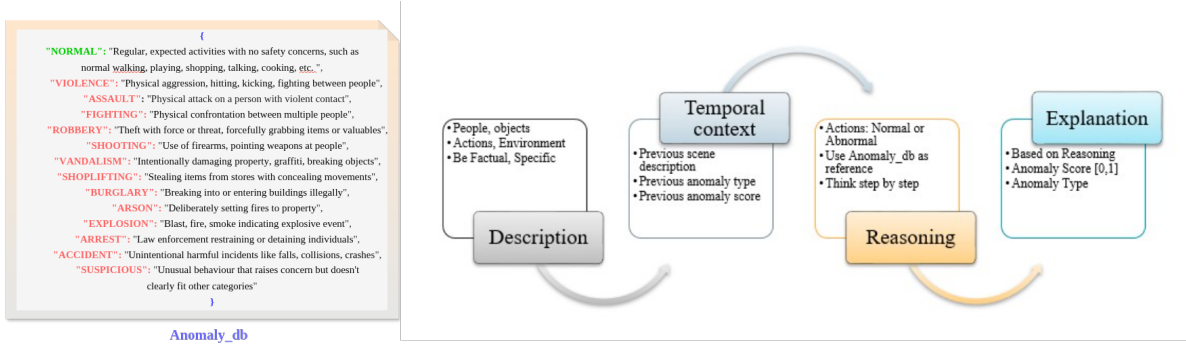 {
"NORMAL": "Regular, expected activities with no safety concerns, such as
normal walking, playing, shopping, talking, cooking, etc. ",
"VIOLENCE": "Physical aggression, hitting, kicking, fighting between people",
"ASSAULT": "Physical attack on a person with violent contact",
"FIGHTING": "Physical confrontation between multiple people",
"ROBBERY": "Theft with force or threat, forcefully grabbing items or valuables",
"SHOOTING": "Use of firearms, pointing weapons at people",
"VANDALISM": "Intentionally damaging property, graffiti, breaking objects",
"SHOPLIFTING": "Stealing items from stores with concealing movements",
"BURGLARY": "Breaking into or entering buildings illegally",
"ARSON": "Deliberately setting fires to property",
"EXPLOSION": "Blast, fire, smoke indicating explosive event",
"ARREST": "Law enforcement restraining or detaining individuals",
"ACCIDENT": "Unintentional harmful incidents like falls, collisions, crashes",
"SUSPICIOUS": "Unusual behaviour that raises concern but doesn't
clearly fit other categories"
}
Anomaly_db
• People, objects
• Actions, Environment
• Be Factual, Specific
Description
Temporal
context
• Previous scene
description
• Previous anomaly type
• Previous anomaly score
• Actions: Normal or
Abnormal
• Use Anomaly_db as
reference
• Think step by step
Reasoning
Explanation
• Based on Reasoning
• Anomaly Score [0,1]
• Anomaly Type